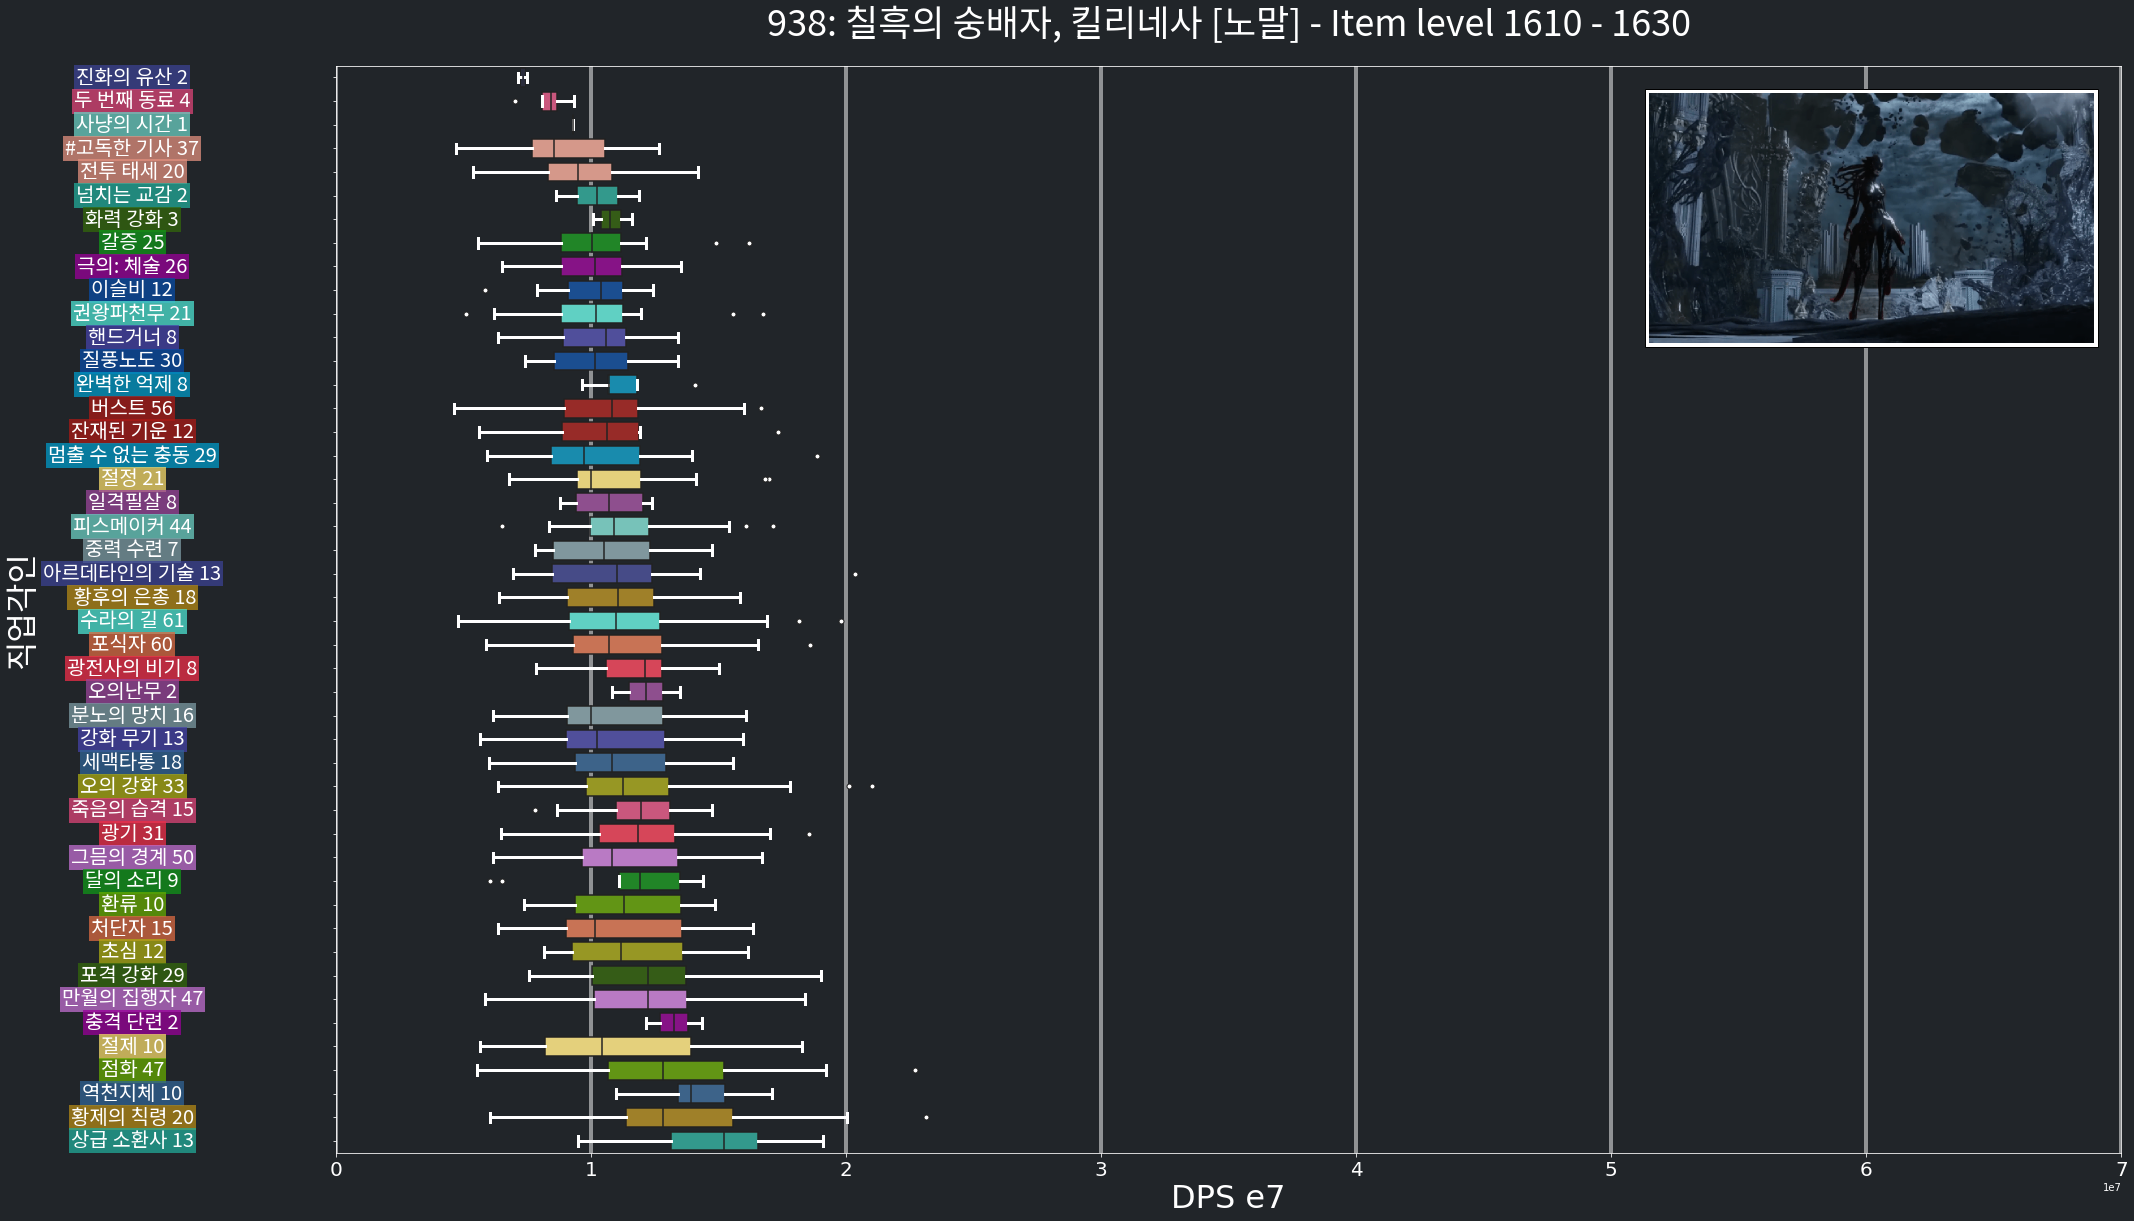 938: 칠흑의 숭배자, 킬리네사 [노말] - Item level 1610 - 1630
진화의 유산 2
두 번째 동료 4
사냥의 시간 1
#고독한 기사 37
전투 태세 20
넘치는 교감 2
화력 강화 3
갈증 25
극의: 체술 26
이슬비 12
권왕파천무 21
핸드거너 8
질풍노도 30
완벽한 억제 8
버스트 56
잔재된 기운 12
멈출 수 없는 충동 29
절정 21
일격필살 8
피스메이커 44
중력 수련 7
아르데타인의 기술 13
황후의 은총 18
수라의 길 61
포식자 60
광전사의 비기 8
오의난무 2
분노의 망치 16
강화 무기 13
세맥타통 18
오의 강화 33
죽음의 습격 15
광기 31
그믐의 경계 50
달의 소리 9
환류 10
처단자 15
초심 12
포격 강화 29
만월의 집행자 47
충격 단련 2
절제 10
점화 47
역천지체 10
황제의 칙령 20
상급 소환사 13
직업각인
0 1 2 3 4 5 6 7
1e7
DPS e7